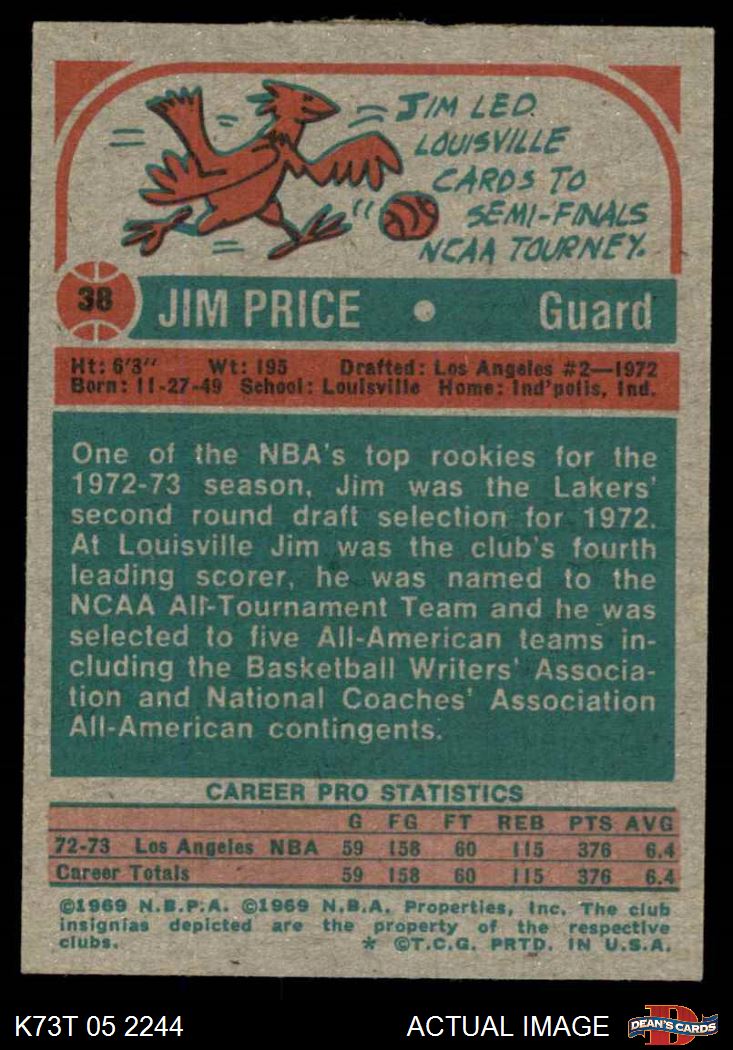 JIM LED
LOUISVILLE
CARDS TO
SEMI-FINALS
NCAA TOURNEY.
38 JIM PRICE • Guard
Ht: 6'3" Wt: 195 Drafted: Los Angeles #2—1972
Born: 11-27-49 School: Louisville Home: Ind'polis, Ind.
One of the NBA's top rookies for the
1972-73 season, Jim was the Lakers'
second round draft selection for 1972.
At Louisville Jim was the club's fourth
leading scorer, he was named to the
NCAA All-Tournament Team and he was
selected to five All-American teams in-
cluding the Basketball Writers' Associa-
tion and National Coaches' Association
All-American contingents.
CAREER PRO STATISTICS
G FG FT REB PTS AVG
72-73 Los Angeles NBA 59 158 60 115 376 6.4
Career Totals 59 158 60 115 376 6.4
©1969 N.B.P.A. ©1969 N.B.A. Properties, Inc. The club
insignias depicted are the property of the respective
clubs. * ©T.C.G. PRTD. IN U.S.A.
K73T 05 2244 ACTUAL IMAGE DEAN'S CARDS